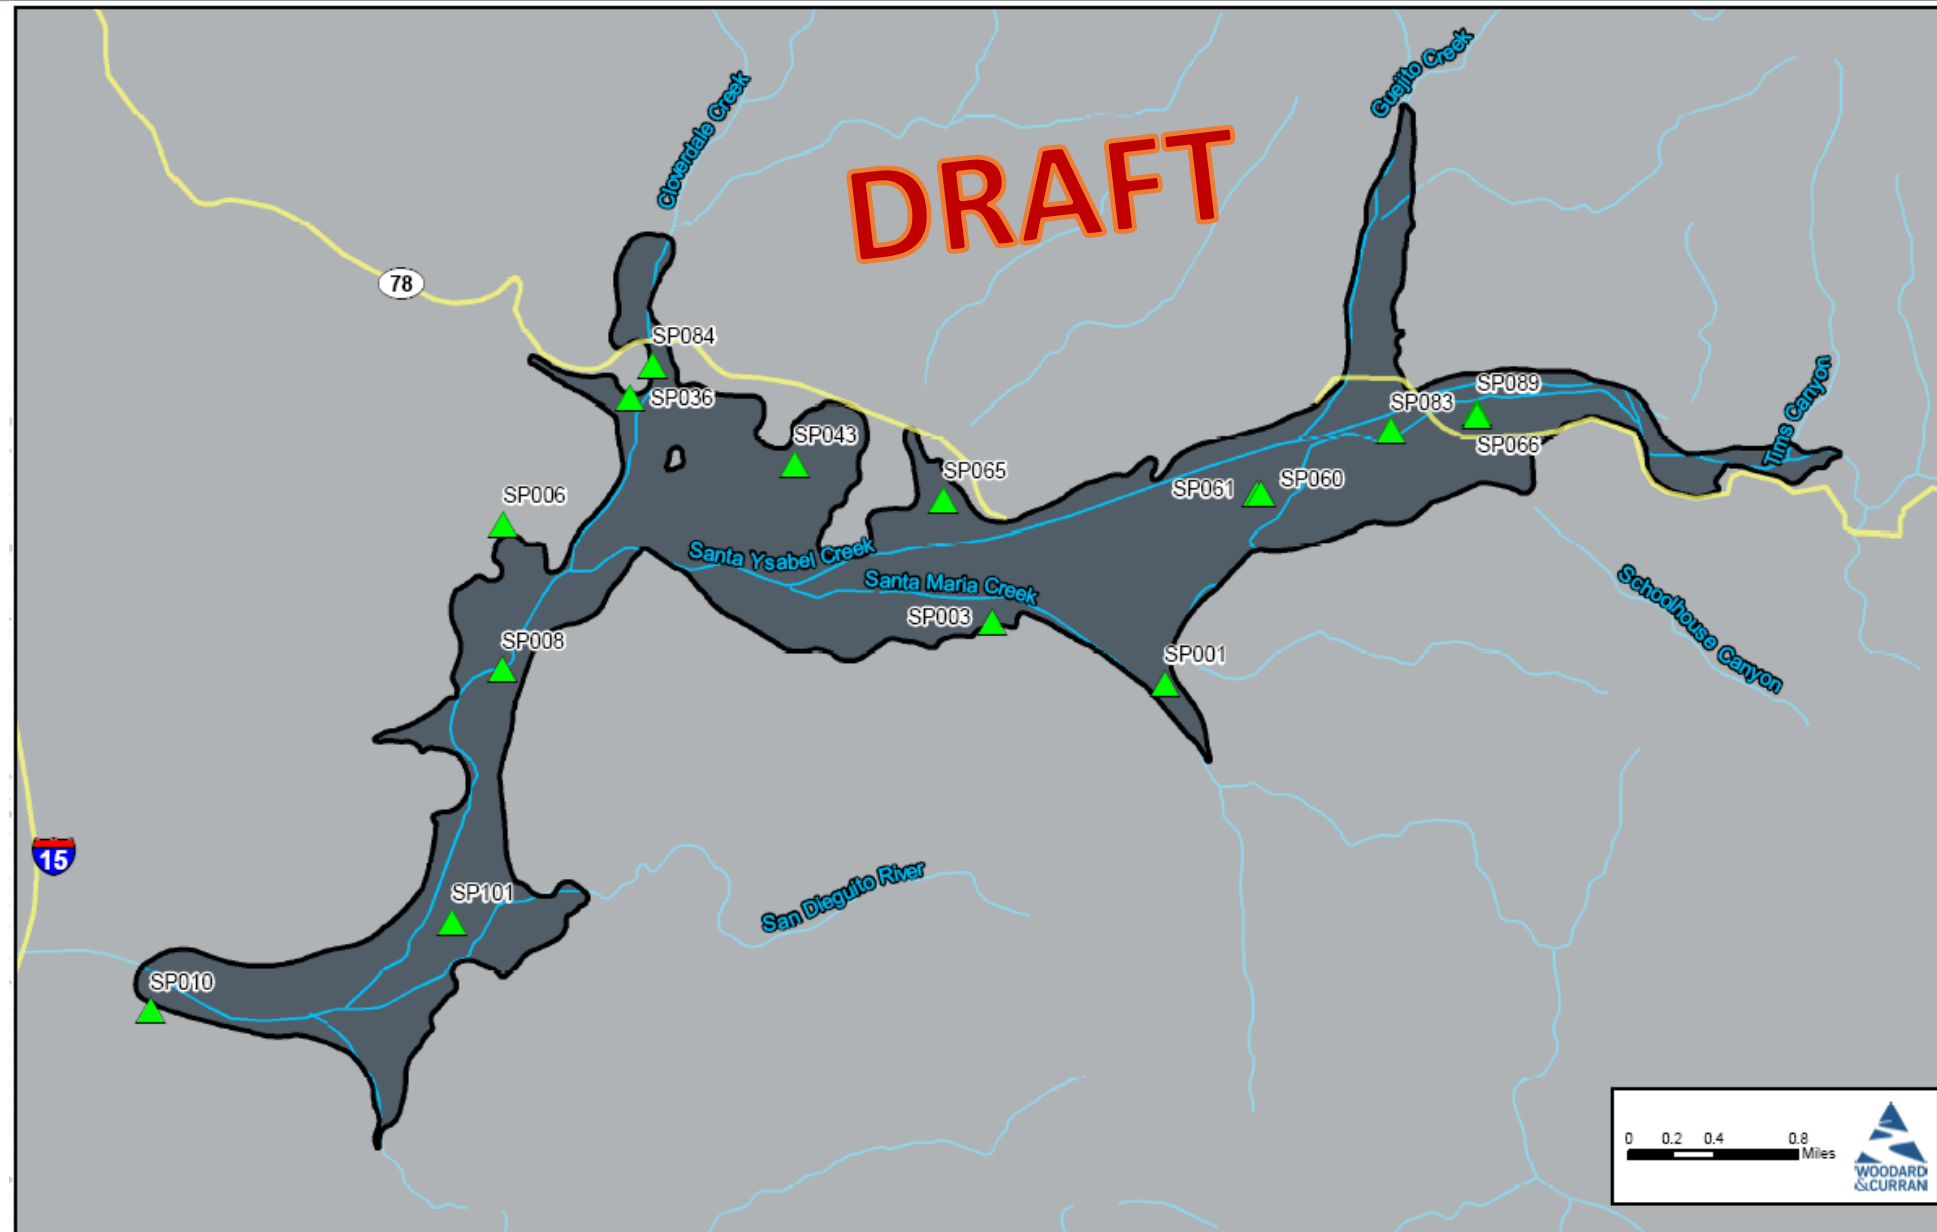 Guejito Creek
Cloverdale Creek
DRAFT
78
SP084
SP036
SP089
SP083
SP043
SP066
Tims Canyon
SP065
SP061
SP060
SP006
Santa Ysabel Creek
Santa Maria Creek
SP003
Schoolhouse Canyon
SP008
SP001
15
San Dieguito River
SP101
SP010
0 0.2 0.4 0.8
Miles
WOODARD
&CURRAN